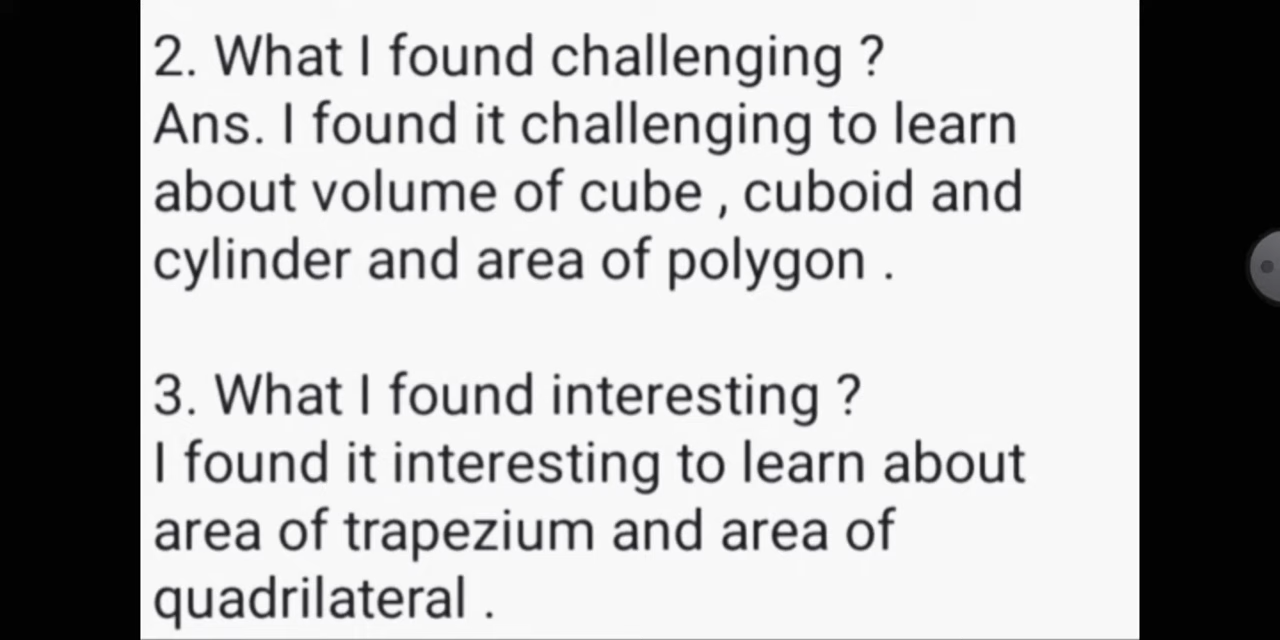 2. What I found challenging ?
Ans. I found it challenging to learn
about volume of cube , cuboid and
cylinder and area of polygon .
3. What I found interesting ?
I found it interesting to learn about
area of trapezium and area of
quadrilateral .